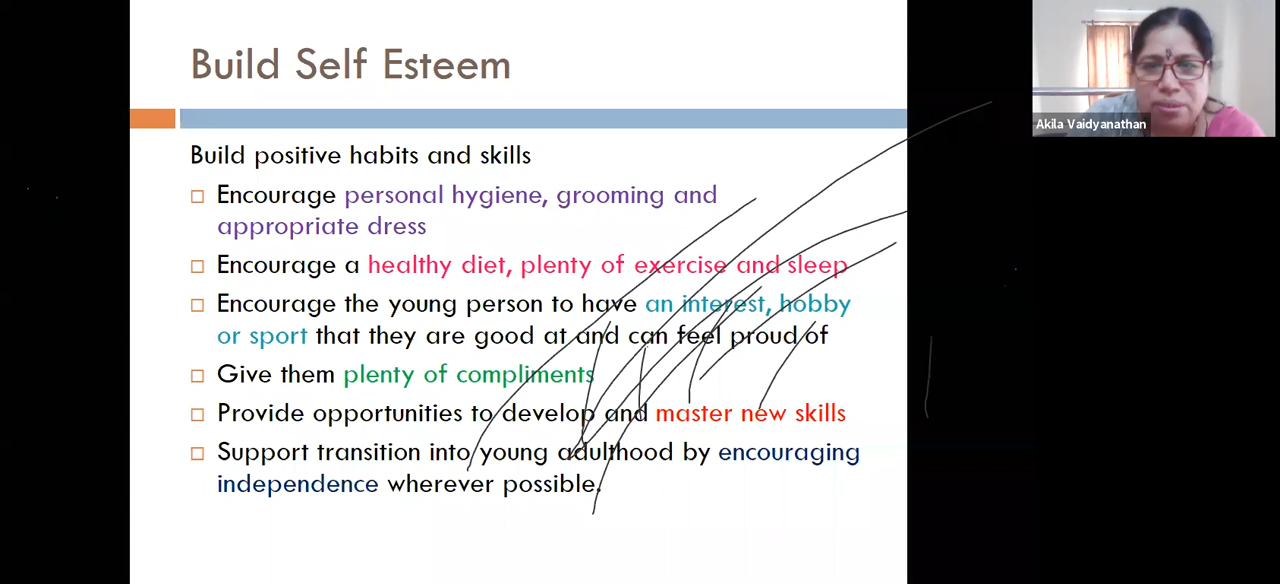 Build Self Esteem
Akila Vaidyanathan
Build positive habits and skills
Encourage personal hygiene, grooming and
appropriate dress
Encourage a healthy diet, plenty of exercise and sleep
Encourage the young person to have an interest, hobby
or sport that they are good at and can feel proud of
Give them plenty of compliments
Provide opportunities to develop and master new skills
Support transition into young adulthood by encouraging
independence wherever possible.